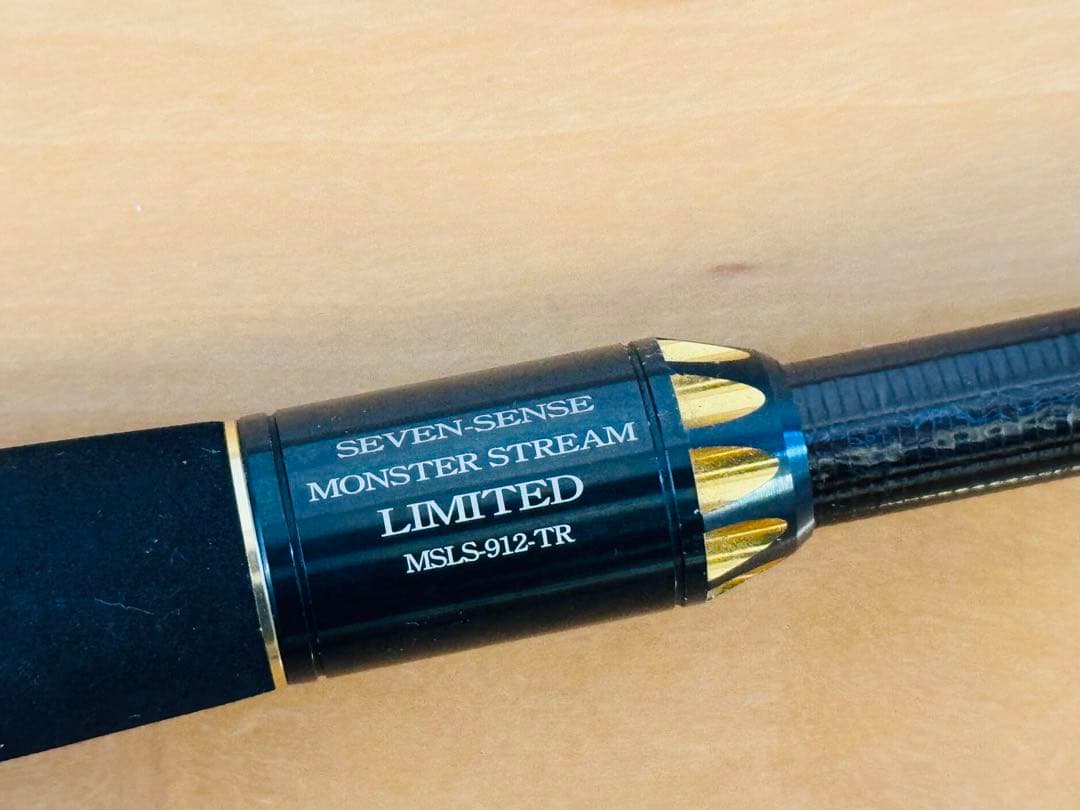 SEVEN-SENSE
MONSTER STREAM
LIMITED
MSLS-912-TR